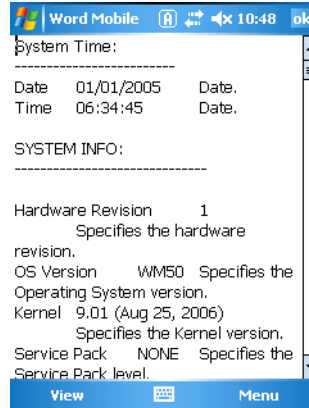 Word Mobile A 10:48 ok
System Time:
-------------------------
Date 01/01/2005 Date.
Time 06:34:45 Date.
SYSTEM INFO:
------------------------------
Hardware Revision 1
Specifies the hardware
revision.
OS Version WM50 Specifies the
Operating System version.
Kernel 9.01 (Aug 25, 2006)
Specifies the Kernel version.
Service Pack NONE Specifies the
Service Pack level.
View Menu